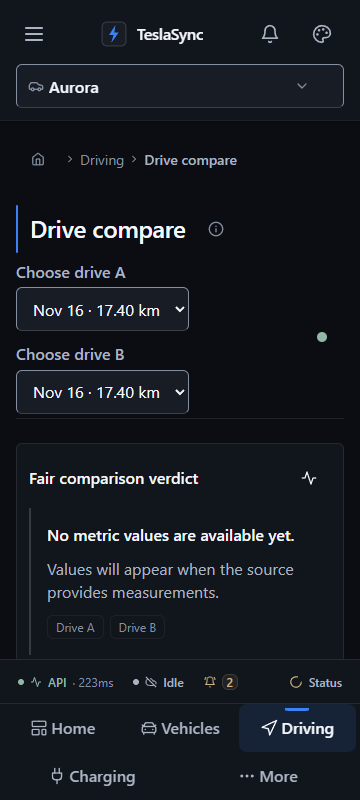 TeslaSync
Aurora
Driving > Drive compare
Drive compare
Choose drive A
Nov 16 · 17.40 km
Choose drive B
Nov 16 · 17.40 km
Fair comparison verdict
No metric values are available yet.
Values will appear when the source
provides measurements.
Drive A Drive B
API · 223ms Idle 2 Status
Home Vehicles Driving
Charging More